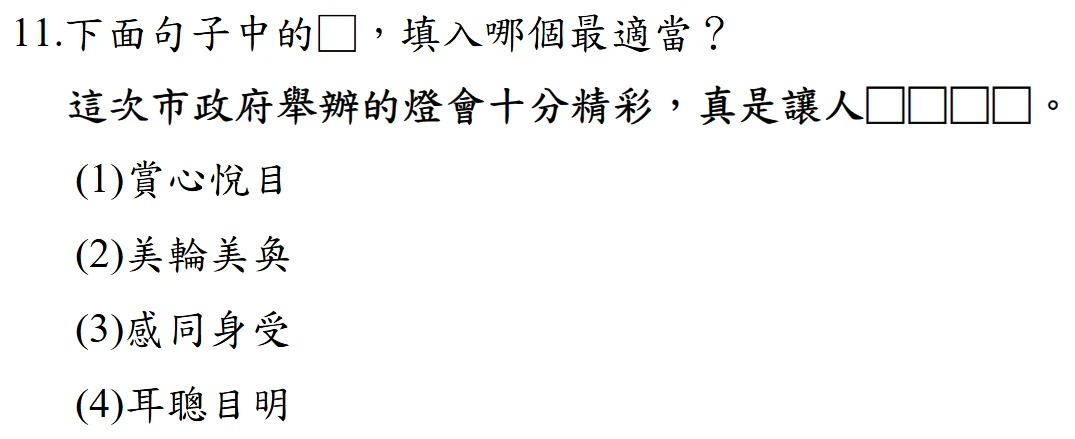 11.下面句子中的□，填入哪個最適當？
這次市政府舉辦的燈會十分精彩，真是讓人□□□□。
(1)賞心悅目
(2)美輪美奐
(3)感同身受
(4)耳聰目明